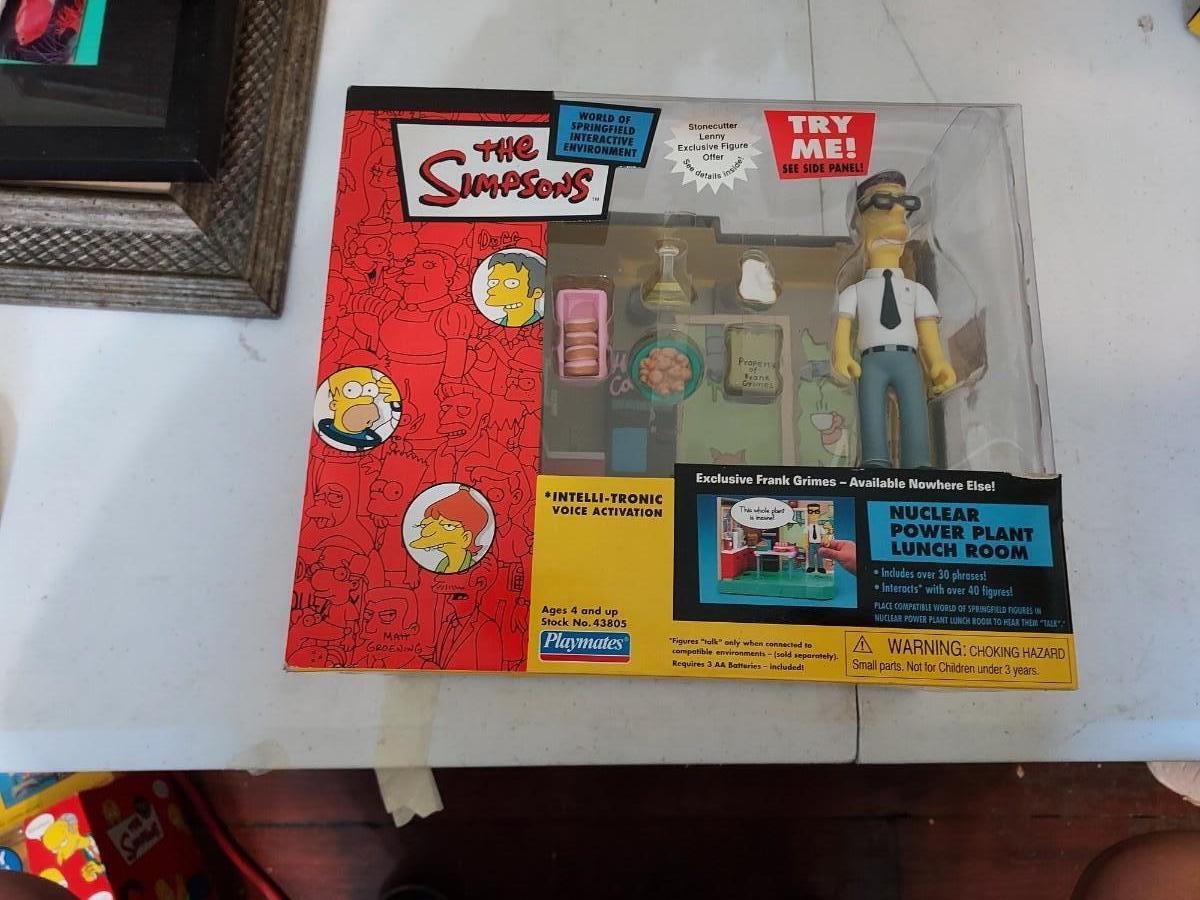 THE
SIMPSONS
TM
WORLD OF
SPRINGFIELD
INTERACTIVE
ENVIRONMENT
Stonecutter
Lenny
Exclusive Figure
Offer
See details inside!
TRY
ME!
SEE SIDE PANEL!
Duff
Property
of
Frank
Grimes
*INTELLI-TRONIC
VOICE ACTIVATION
Exclusive Frank Grimes – Available Nowhere Else!
This whole plant
is insane!
NUCLEAR
POWER PLANT
LUNCH ROOM
• Includes over 30 phrases!
• Interacts* with over 40 figures!
PLACE COMPATIBLE WORLD OF SPRINGFIELD FIGURES IN
NUCLEAR POWER PLANT LUNCH ROOM TO HEAR THEM "TALK".*
Ages 4 and up
Stock No. 43805
Playmates®
*Figures "talk" only when connected to
compatible environments – (sold separately).
Requires 3 AA Batteries – included!
WARNING: CHOKING HAZARD
Small parts. Not for Children under 3 years.
MATT
GROENING
THE
SIMPSONS